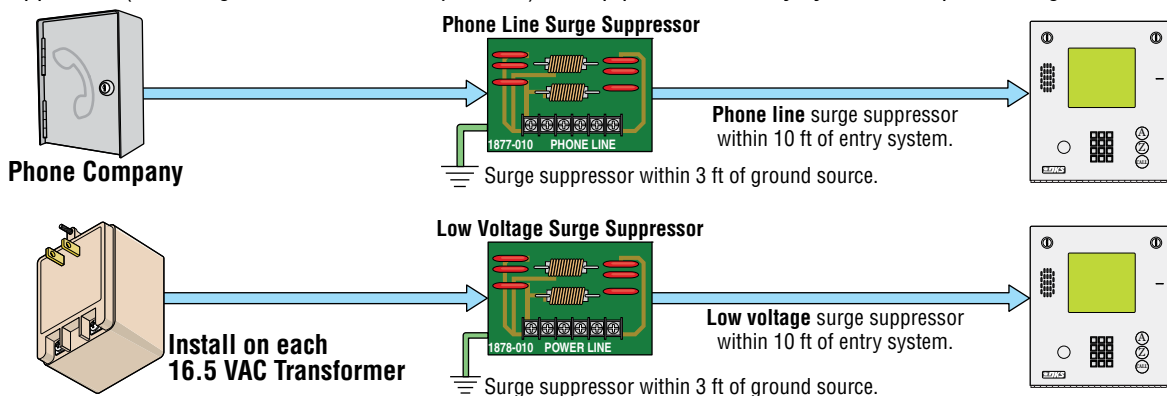 Phone Line Surge Suppressor
1877-010 PHONE LINE
Phone line surge suppressor
within 10 ft of entry system.
A
Z
CALL
Phone Company
Surge suppressor within 3 ft of ground source.
Low Voltage Surge Suppressor
1878-010 POWER LINE
Low voltage surge suppressor
within 10 ft of entry system.
A
Z
CALL
Install on each
16.5 VAC Transformer
Surge suppressor within 3 ft of ground source.